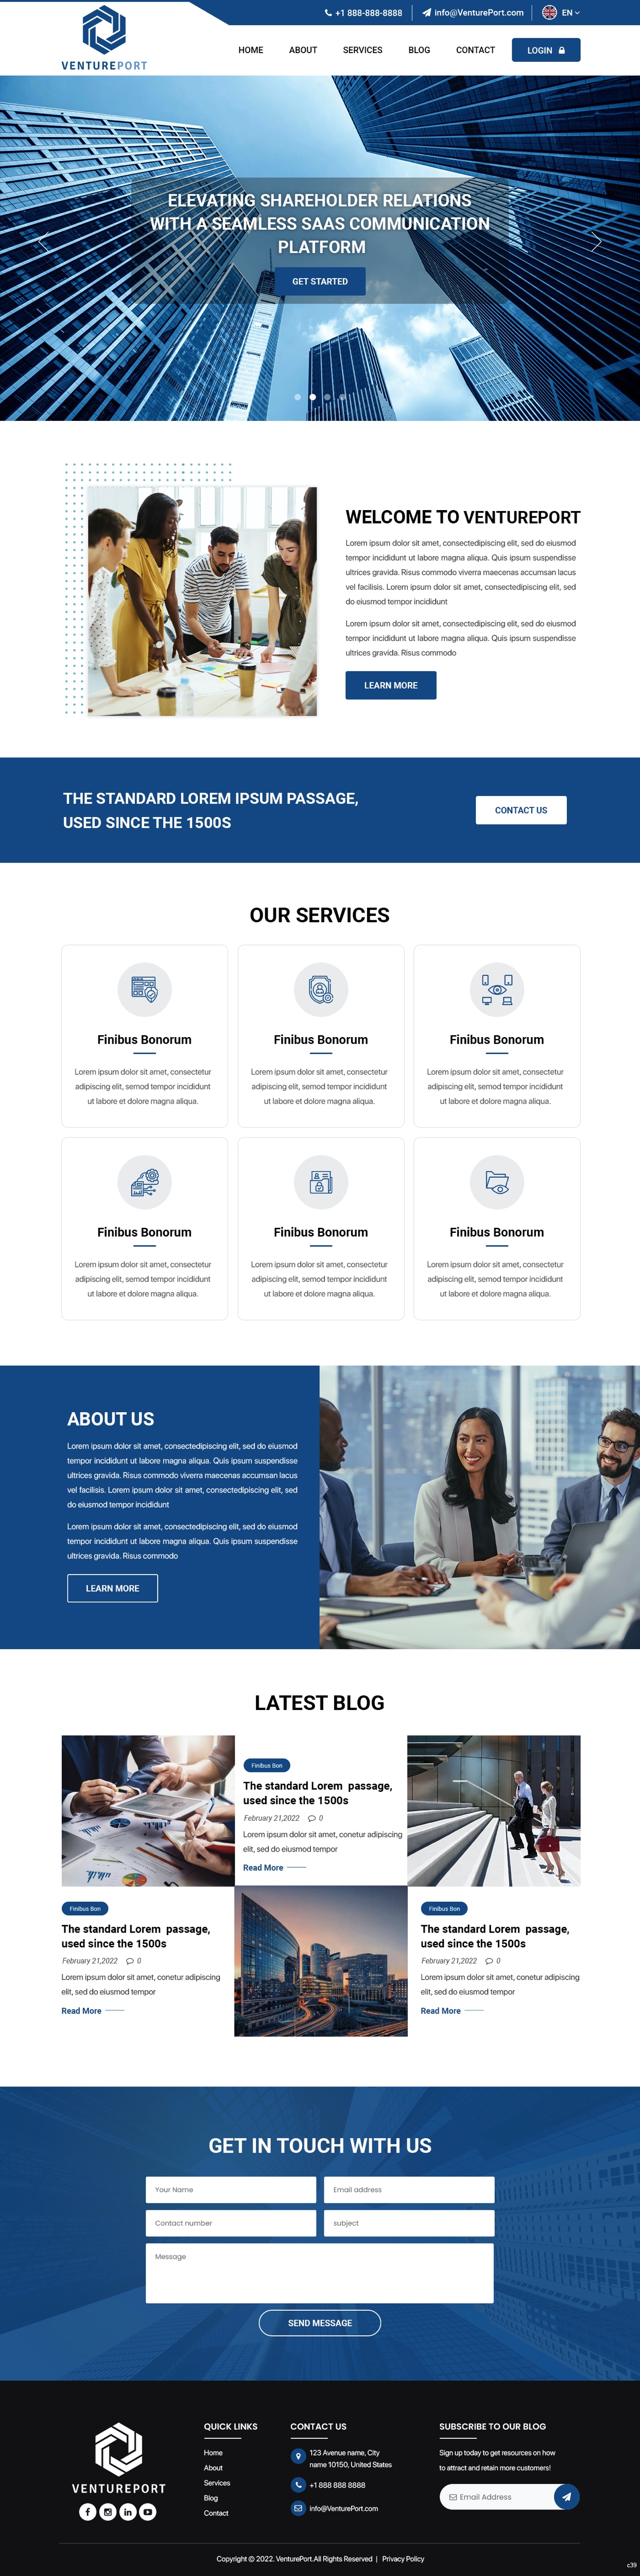 +1 888-888-8888
info@VenturePort.com
EN
VENTUREPORT
HOME
ABOUT
SERVICES
BLOG
CONTACT
LOGIN
ELEVATING SHAREHOLDER RELATIONS
WITH A SEAMLESS SAAS COMMUNICATION
PLATFORM
GET STARTED
WELCOME TO VENTUREPORT
Lorem ipsum dolor sit amet, consectedipiscing elit, sed do eiusmod
tempor incididunt ut labore magna aliqua. Quis ipsum suspendisse
ultrices gravida. Risus commodo viverra maecenas accumsan lacus
vel facilisis. Lorem ipsum dolor sit amet, consectedipiscing elit, sed
do eiusmod tempor incididunt
Lorem ipsum dolor sit amet, consectedipiscing elit, sed do eiusmod
tempor incididunt ut labore magna aliqua. Quis ipsum suspendisse
ultrices gravida. Risus commodo
LEARN MORE
THE STANDARD LOREM IPSUM PASSAGE,
USED SINCE THE 1500S
CONTACT US
OUR SERVICES
Finibus Bonorum
Lorem ipsum dolor sit amet, consectetur
adipiscing elit, semod tempor incididunt
ut labore et dolore magna aliqua.
Finibus Bonorum
Lorem ipsum dolor sit amet, consectetur
adipiscing elit, semod tempor incididunt
ut labore et dolore magna aliqua.
Finibus Bonorum
Lorem ipsum dolor sit amet, consectetur
adipiscing elit, semod tempor incididunt
ut labore et dolore magna aliqua.
Finibus Bonorum
Lorem ipsum dolor sit amet, consectetur
adipiscing elit, semod tempor incididunt
ut labore et dolore magna aliqua.
Finibus Bonorum
Lorem ipsum dolor sit amet, consectetur
adipiscing elit, semod tempor incididunt
ut labore et dolore magna aliqua.
Finibus Bonorum
Lorem ipsum dolor sit amet, consectetur
adipiscing elit, semod tempor incididunt
ut labore et dolore magna aliqua.
ABOUT US
Lorem ipsum dolor sit amet, consectedipiscing elit, sed do eiusmod
tempor incididunt ut labore magna aliqua. Quis ipsum suspendisse
ultrices gravida. Risus commodo viverra maecenas accumsan lacus
vel facilisis. Lorem ipsum dolor sit amet, consectedipiscing elit, sed
do eiusmod tempor incididunt
Lorem ipsum dolor sit amet, consectedipiscing elit, sed do eiusmod
tempor incididunt ut labore magna aliqua. Quis ipsum suspendisse
ultrices gravida. Risus commodo
LEARN MORE
LATEST BLOG
Finibus Bon
The standard Lorem passage,
used since the 1500s
February 21,2022 0
Lorem ipsum dolor sit amet, conetur adipiscing
elit, sed do eiusmod tempor
Read More
Finibus Bon
The standard Lorem passage,
used since the 1500s
February 21,2022 0
Lorem ipsum dolor sit amet, conetur adipiscing
elit, sed do eiusmod tempor
Read More
Finibus Bon
The standard Lorem passage,
used since the 1500s
February 21,2022 0
Lorem ipsum dolor sit amet, conetur adipiscing
elit, sed do eiusmod tempor
Read More
GET IN TOUCH WITH US
Your Name
Email address
Contact number
subject
Message
SEND MESSAGE
VENTUREPORT
QUICK LINKS
Home
About
Services
Blog
Contact
CONTACT US
123 Avenue name, City
name 10150, United States
+1 888 888 8888
info@VenturePort.com
SUBSCRIBE TO OUR BLOG
Sign up today to get resources on how
to attract and retain more customers!
Email Address
Copyright © 2022. VenturePort.All Rights Reserved | Privacy Policy
c39